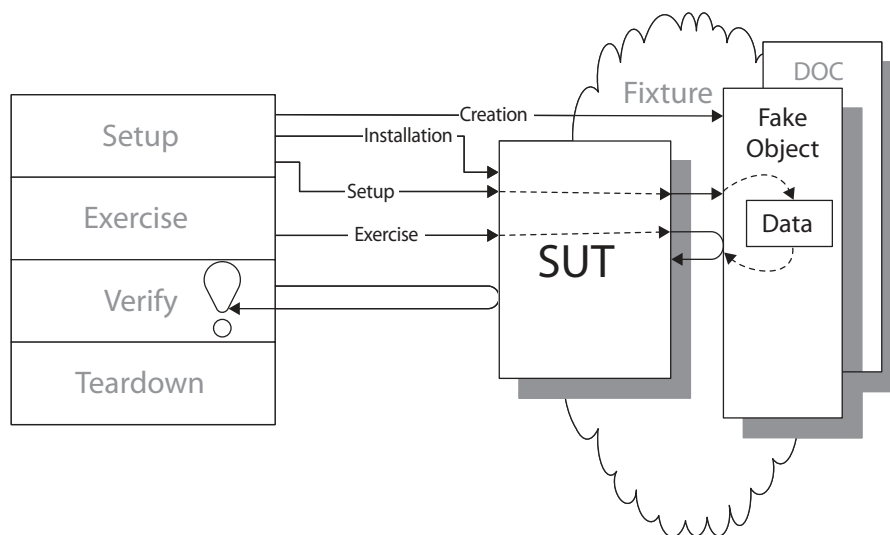 DOC
Fixture
Creation
Fake
Object
Setup
Installation
Setup
Data
Exercise
Exercise
SUT
Verify
Teardown